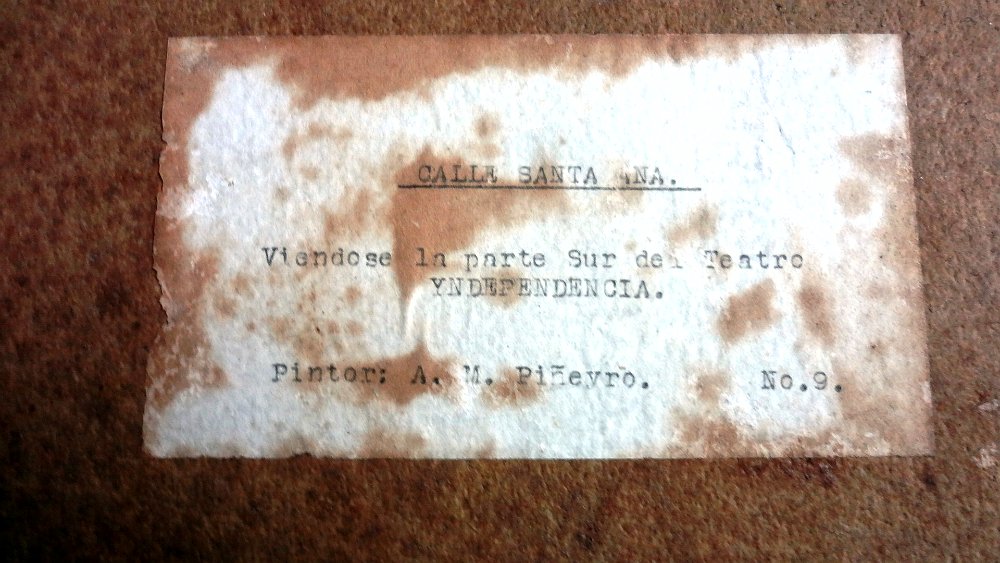 CALLE SANTA ANA.
Viendose la parte Sur del Teatro
YNDEPENDENCIA.
Pintor: A. M. Piñeyro. No.9.